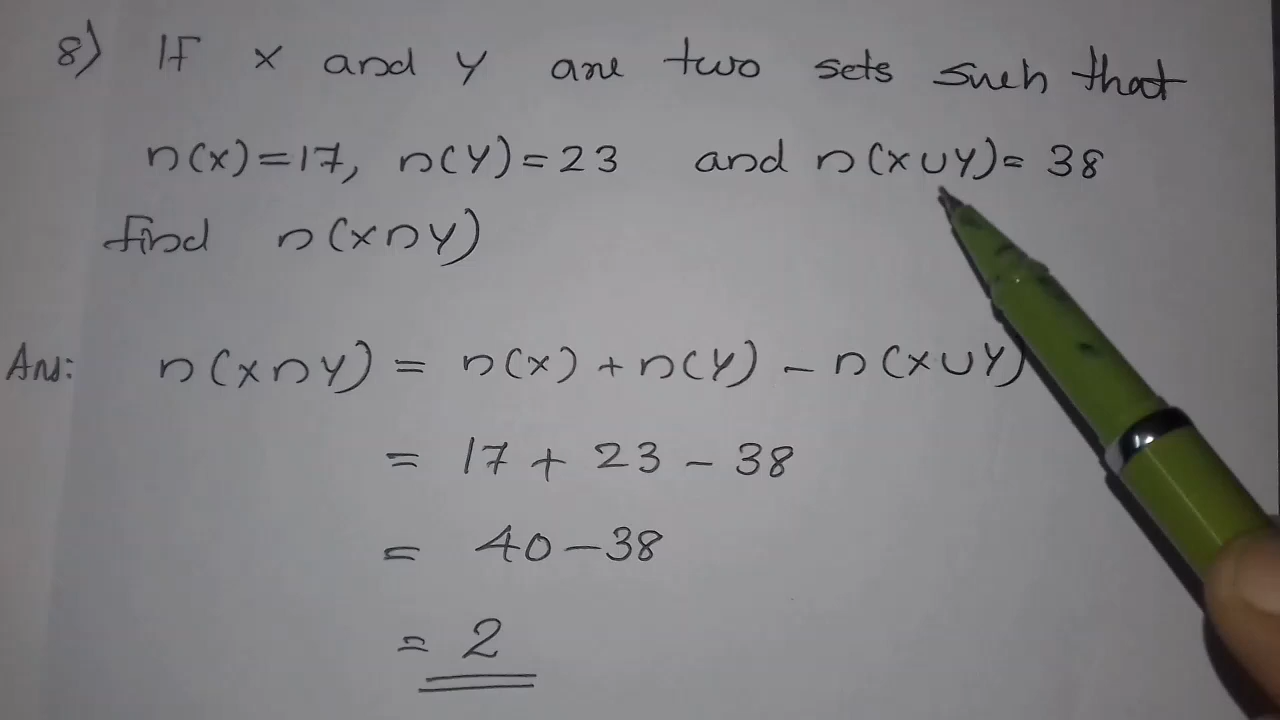 8) If X and Y are two sets such that
n(X)=17, n(Y)=23 and n(X∪Y)= 38
find n(X∩Y)
Ans: n(X∩Y) = n(X) + n(Y) - n(X∪Y)
= 17 + 23 - 38
= 40 - 38
= 2